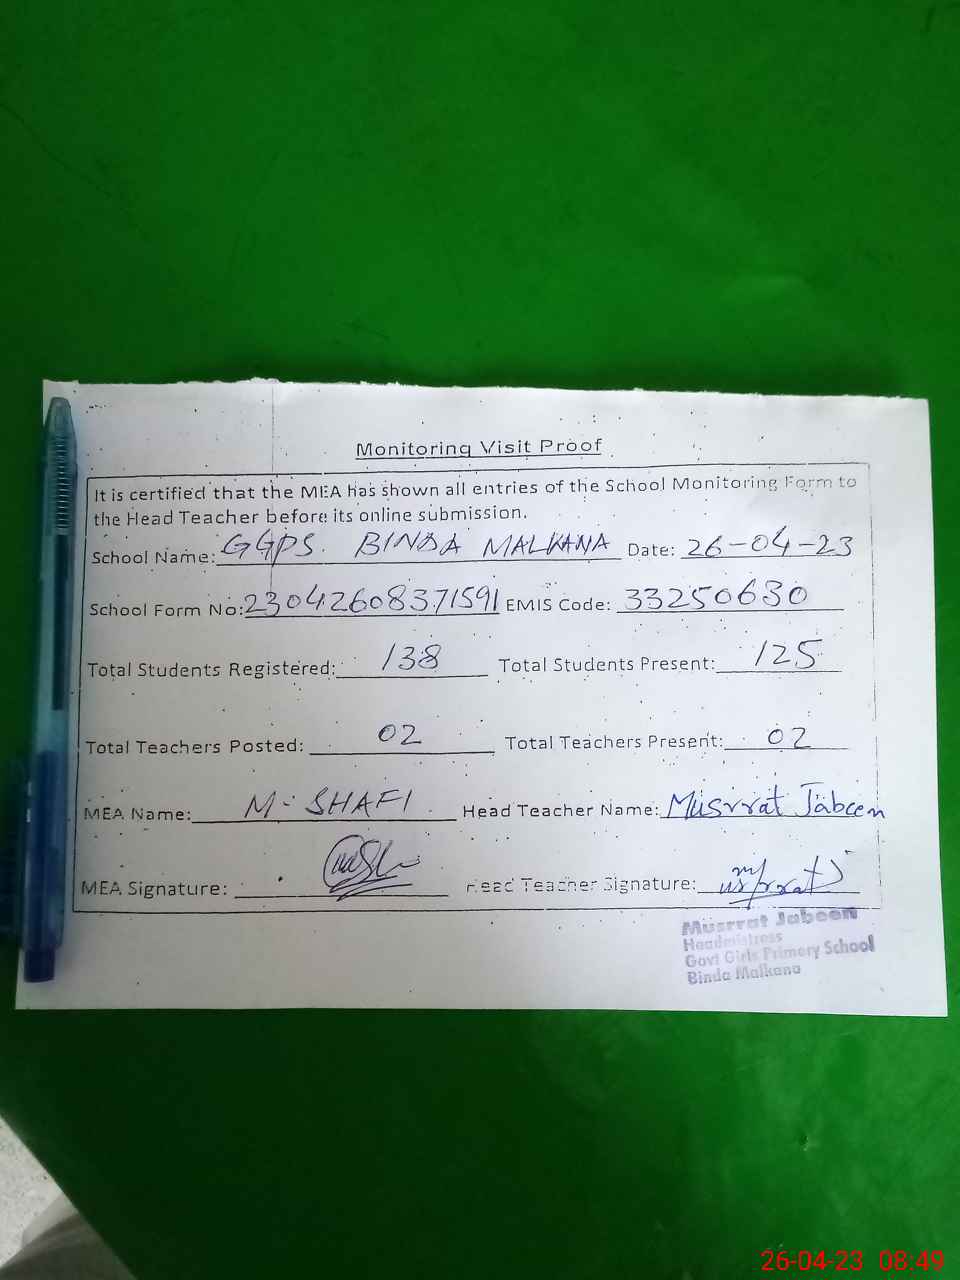 Monitoring Visit Proof
It is certified that the MEA has shown all entries of the School Monitoring Form to
the Head Teacher before its online submission.
School Name: GGPS. BINDA MALKANA Date: 26-04-23
School Form No: 23042608371591 EMIS Code: 33250630
Total Students Registered: 138 Total Students Present: 125
Total Teachers Posted: 02 Total Teachers Present: 02
MEA Name: M. SHAFI Head Teacher Name: Musrrat Jabeen
MEA Signature: Head Teacher Signature:
Musrrat Jabeen
Headmistress
Govt Girls Primary School
Binda Malkana
26-04-23 08:49